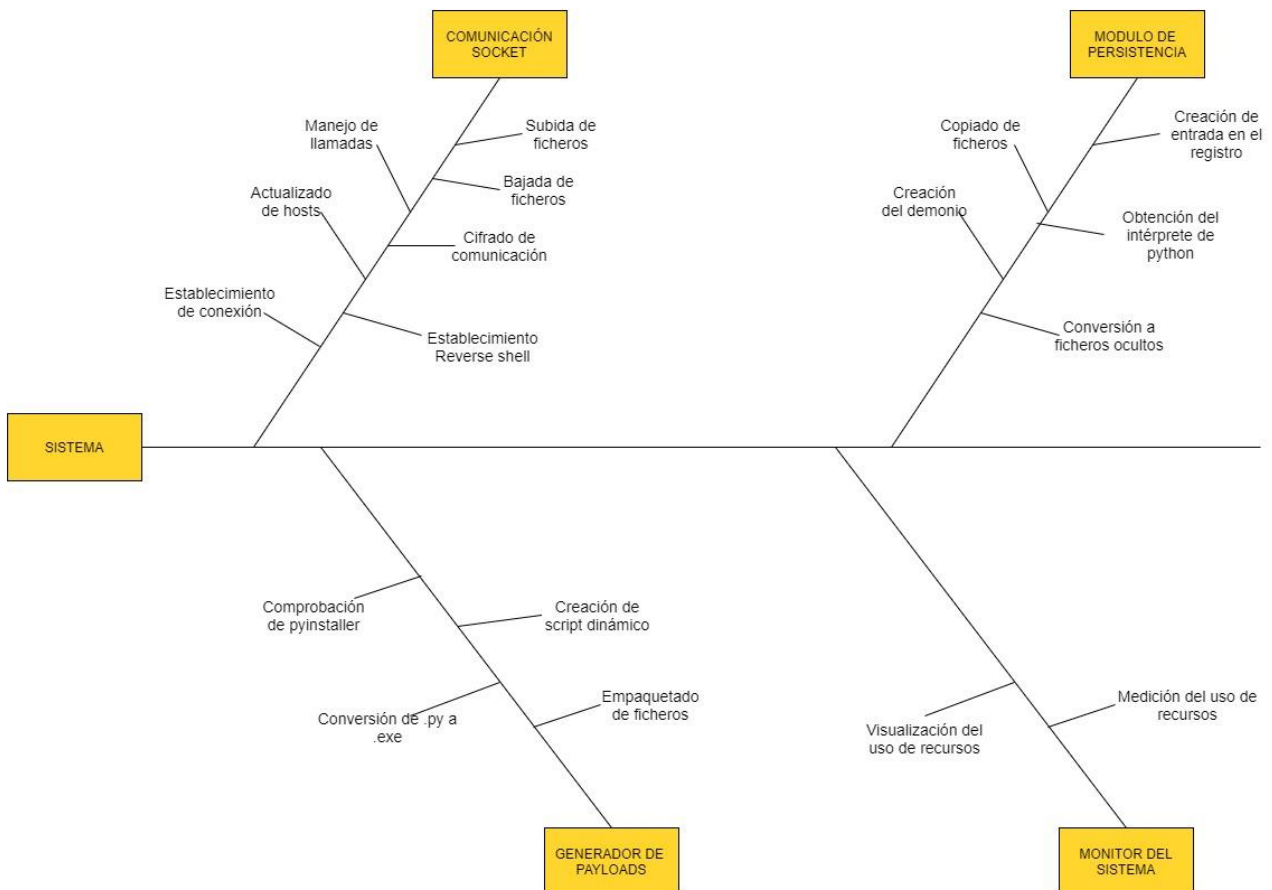 COMUNICACIÓN
SOCKET
Manejo de
llamadas
Subida de
ficheros
Actualizado
de hosts
Bajada de
ficheros
Cifrado de
comunicación
Establecimiento
de conexión
Establecimiento
Reverse shell
MODULO DE
PERSISTENCIA
Copiado de
ficheros
Creación de
entrada en el
registro
Creación
del demonio
Obtención del
intérprete de
python
Conversión a
ficheros ocultos
SISTEMA
Comprobación
de pyinstaller
Creación de
script dinámico
Conversión de .py a
.exe
Empaquetado
de ficheros
GENERADOR DE
PAYLOADS
Visualización del
uso de recursos
Medición del uso de
recursos
MONITOR DEL
SISTEMA